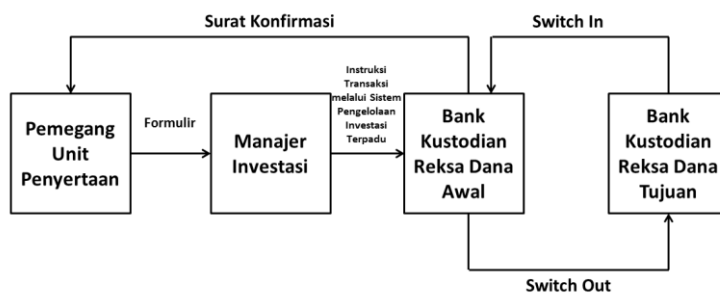 Surat Konfirmasi
Switch In
Pemegang
Unit
Penyertaan
Formulir
Manajer
Investasi
Instruksi
Transaksi
melalui Sistem
Pengelolaan
Investasi
Terpadu
Bank
Kustodian
Reksa Dana
Awal
Bank
Kustodian
Reksa Dana
Tujuan
Switch Out